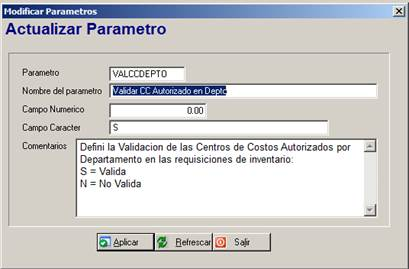 Modificar Parametros
Actualizar Parametro
Parametro VALCCDEPTO
Nombre del parametro Validar CC Autorizado en Depto
Campo Numerico 0.00
Campo Caracter S
Comentarios Defini la Validacion de las Centros de Costos Autorizados por
Departamento en las requisiciones de inventario:
S = Valida
N = No Valida
Aplicar Refrescar Salir